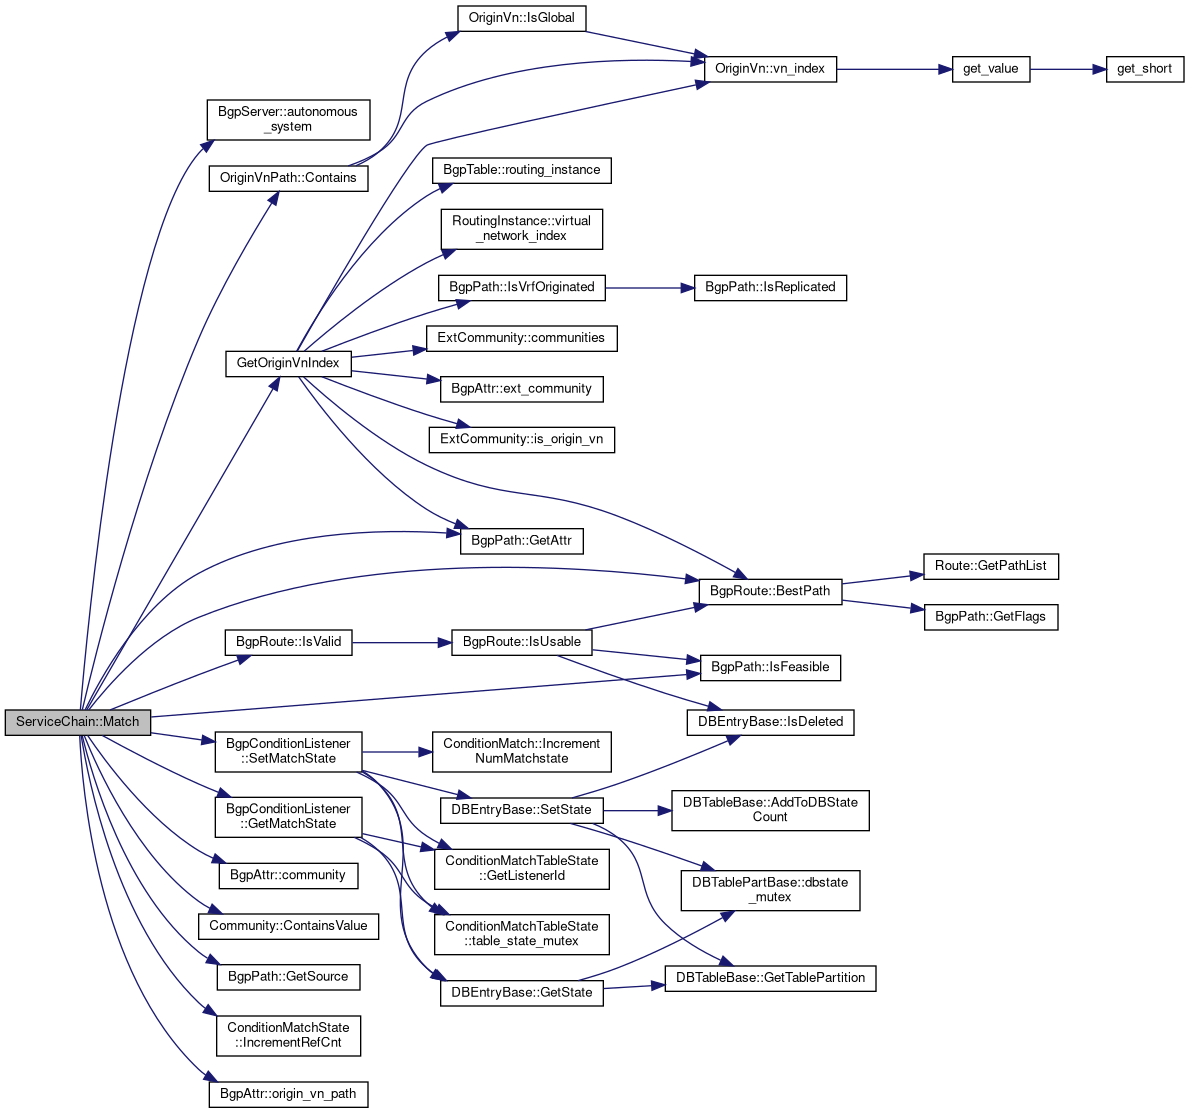 OriginVn::IsGlobal
OriginVn::vn_index
get_value
get_short
BgpServer::autonomous
_system
OriginVnPath::Contains
BgpTable::routing_instance
RoutingInstance::virtual
_network_index
BgpPath::IsVrfOriginated
BgpPath::IsReplicated
ExtCommunity::communities
GetOriginVnIndex
BgpAttr::ext_community
ExtCommunity::is_origin_vn
BgpPath::GetAttr
Route::GetPathList
BgpRoute::BestPath
BgpPath::GetFlags
BgpRoute::IsValid
BgpRoute::IsUsable
BgpPath::IsFeasible
ServiceChain::Match
DBEntryBase::IsDeleted
BgpConditionListener
::SetMatchState
ConditionMatch::Increment
NumMatchstate
DBEntryBase::SetState
DBTableBase::AddToDBState
Count
BgpConditionListener
::GetMatchState
ConditionMatchTableState
::GetListenerId
BgpAttr::community
DBTablePartBase::dbstate
_mutex
Community::ContainsValue
ConditionMatchTableState
::table_state_mutex
BgpPath::GetSource
DBEntryBase::GetState
DBTableBase::GetTablePartition
ConditionMatchState
::IncrementRefCnt
BgpAttr::origin_vn_path